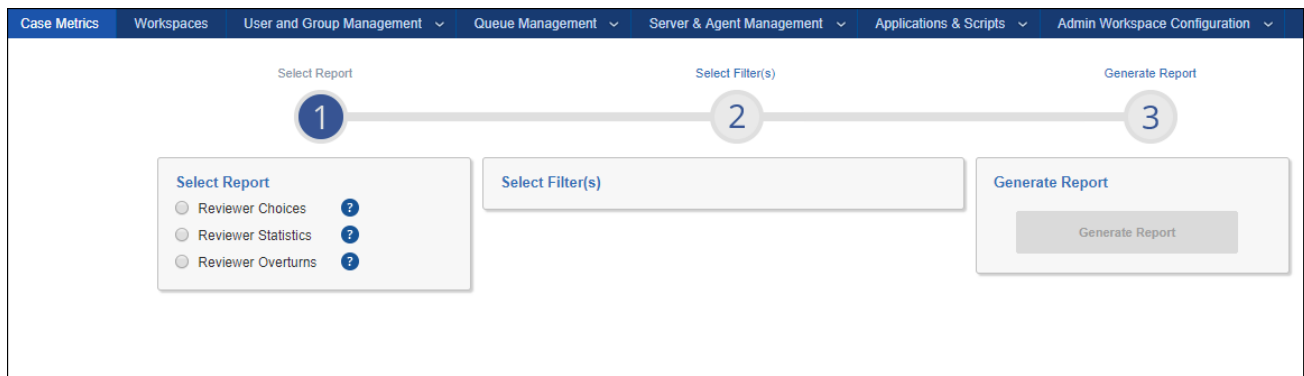 Case Metrics Workspaces User and Group Management Queue Management Server & Agent Management Applications & Scripts Admin Workspace Configuration
Select Report Select Filter(s) Generate Report
1 2 3
Select Report Select Filter(s) Generate Report
Reviewer Choices ?
Reviewer Statistics ? Generate Report
Reviewer Overturns ?